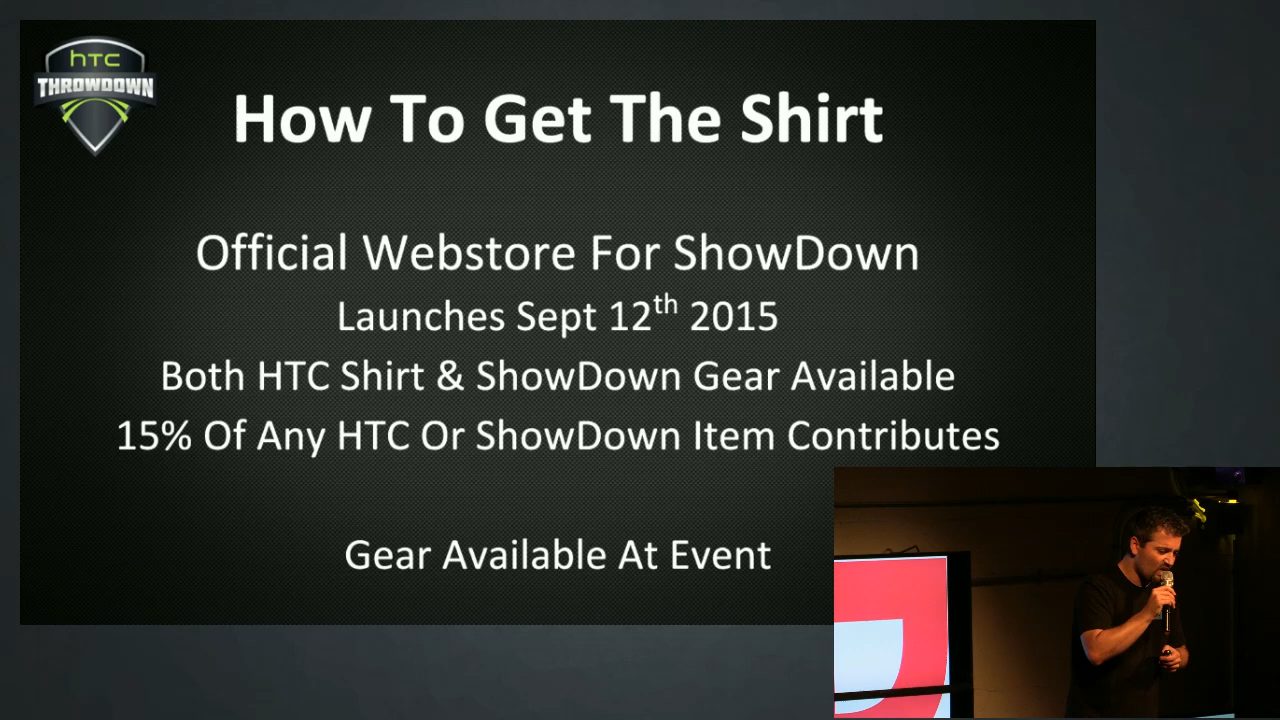 hTC
THROWDOWN
How To Get The Shirt
Official Webstore For ShowDown
Launches Sept 12th 2015
Both HTC Shirt & ShowDown Gear Available
15% Of Any HTC Or ShowDown Item Contributes
Gear Available At Event